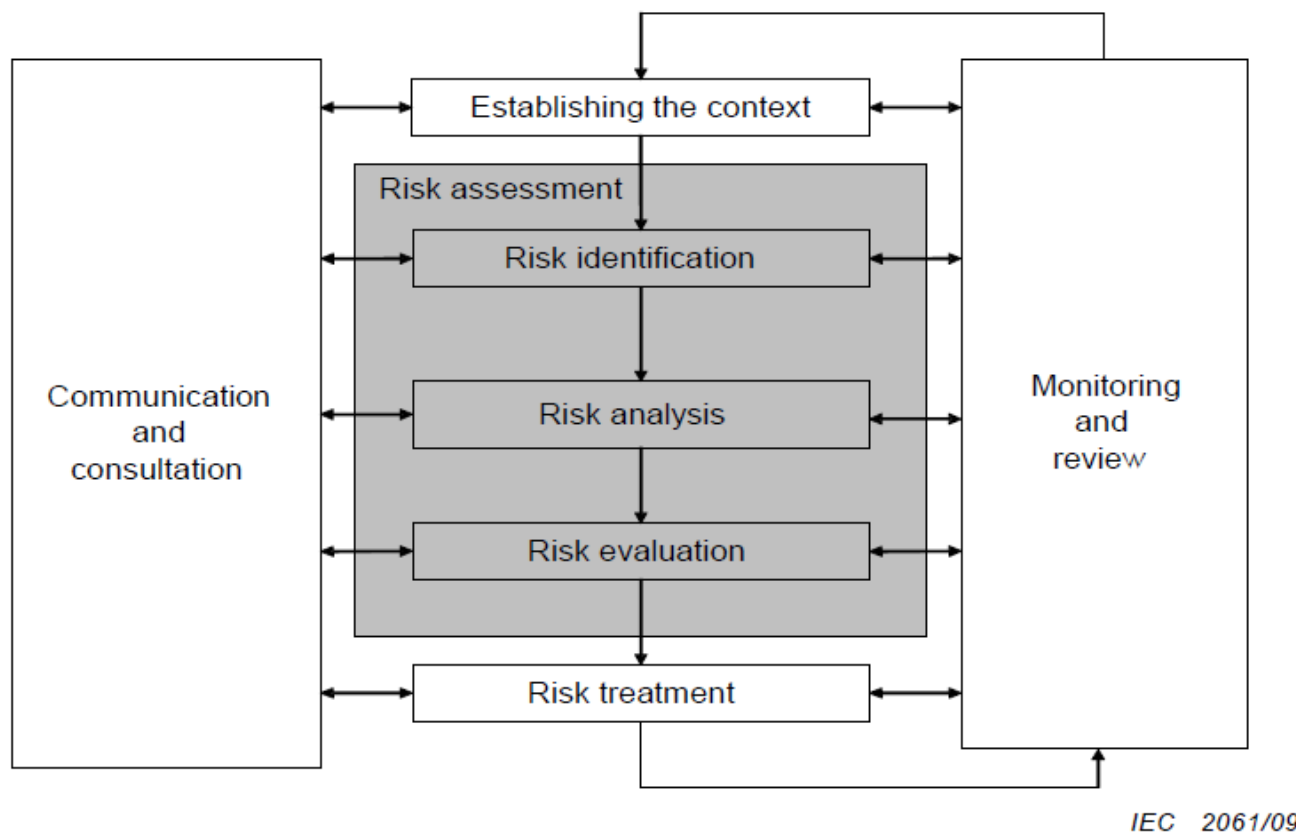 Establishing the context
Risk assessment
Risk identification
Communication
and
consultation
Risk analysis
Monitoring
and
review
Risk evaluation
Risk treatment
IEC 2061/09